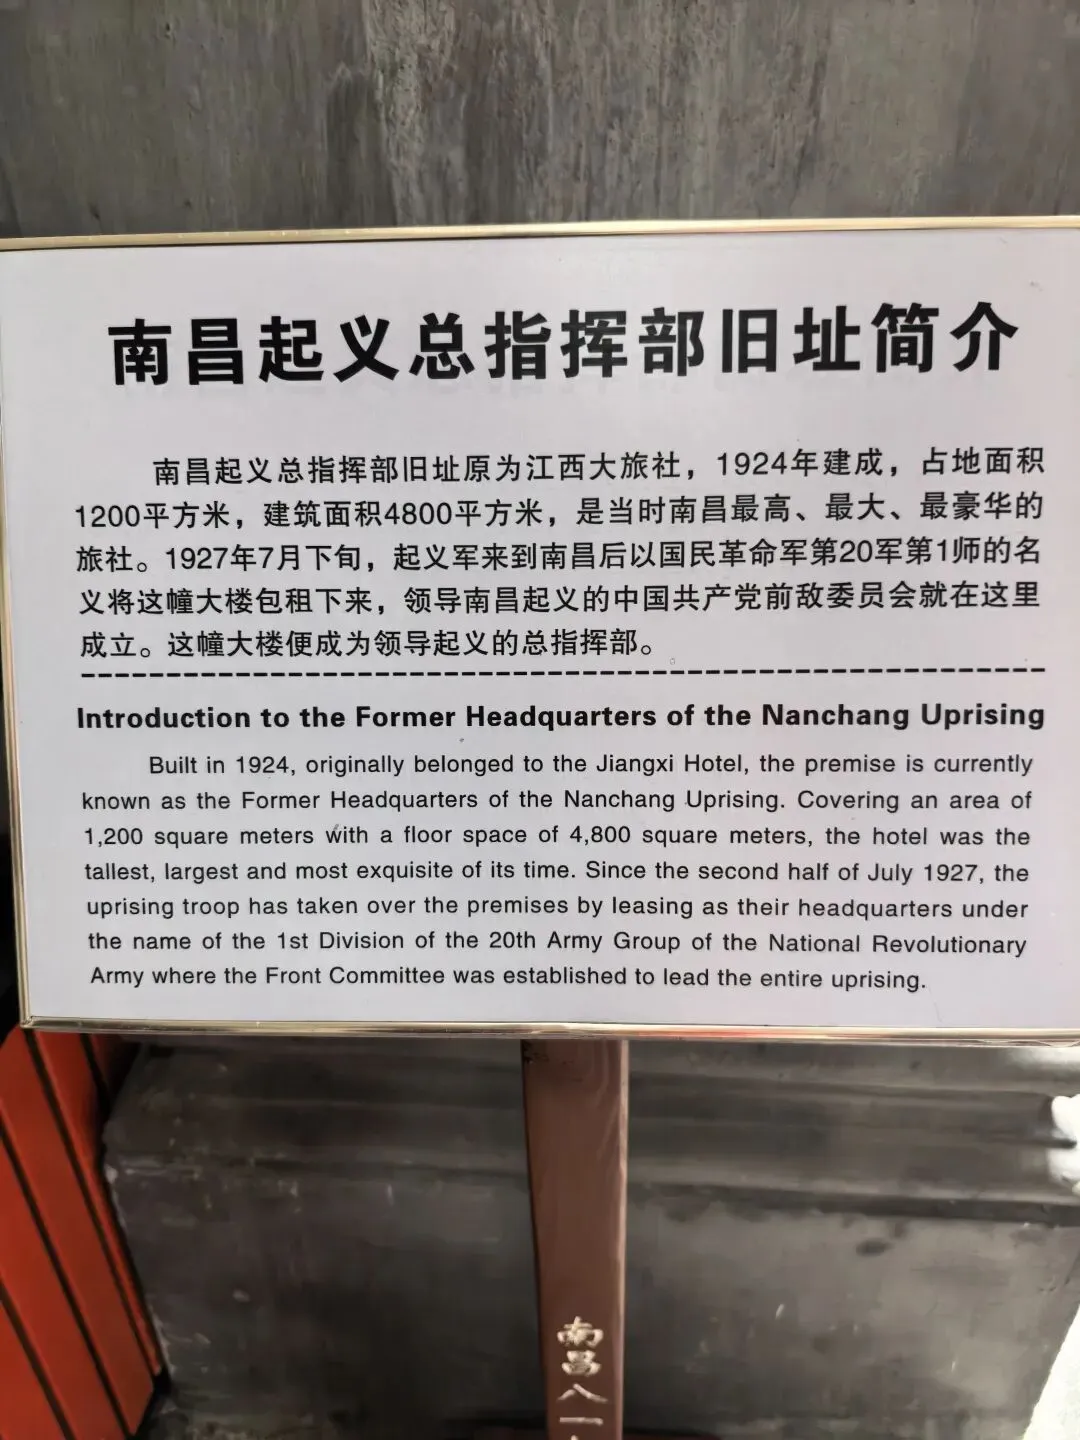 南昌起义总指挥部旧址简介
南昌起义总指挥部旧址原为江西大旅社，1924年建成，占地面积
1200平方米，建筑面积4800平方米，是当时南昌最高、最大、最豪华的
旅社。1927年7月下旬，起义军来到南昌后以国民革命军第20军第1师的名
义将这幢大楼包租下来，领导南昌起义的中国共产党前敌委员会就在这里
成立。这幢大楼便成为领导起义的总指挥部。
Introduction to the Former Headquarters of the Nanchang Uprising
Built in 1924, originally belonged to the Jiangxi Hotel, the premise is currently
known as the Former Headquarters of the Nanchang Uprising. Covering an area of
1,200 square meters with a floor space of 4,800 square meters, the hotel was the
tallest, largest and most exquisite of its time. Since the second half of July 1927, the
uprising troop has taken over the premises by leasing as their headquarters under
the name of the 1st Division of the 20th Army Group of the National Revolutionary
Army where the Front Committee was established to lead the entire uprising.
南昌八一